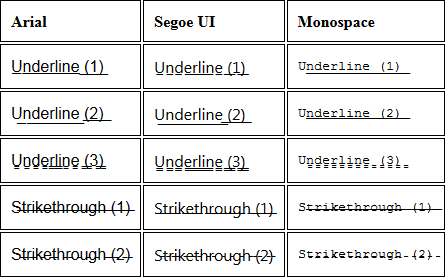 Arial Segoe UI Monospace
Underline (1) Underline (1) Underline (1)
Underline (2) Underline (2) Underline (2)
Underline (3) Underline (3) Underline (3)
Strikethrough (1) Strikethrough (1) Strikethrough (1)
Strikethrough (2) Strikethrough (2) Strikethrough (2)